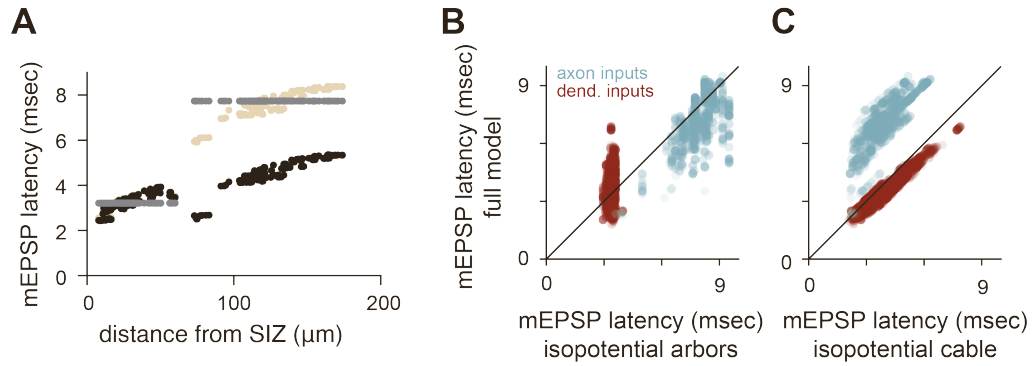 A
mEPSP latency (msec)
8
6
4
2
0
0
100
200
distance from SIZ (µm)
B
mEPSP latency (msec)
full model
axon inputs
dend. inputs
9
0
0
9
mEPSP latency (msec)
isopotential arbors
C
9
0
0
9
mEPSP latency (msec)
isopotential cable